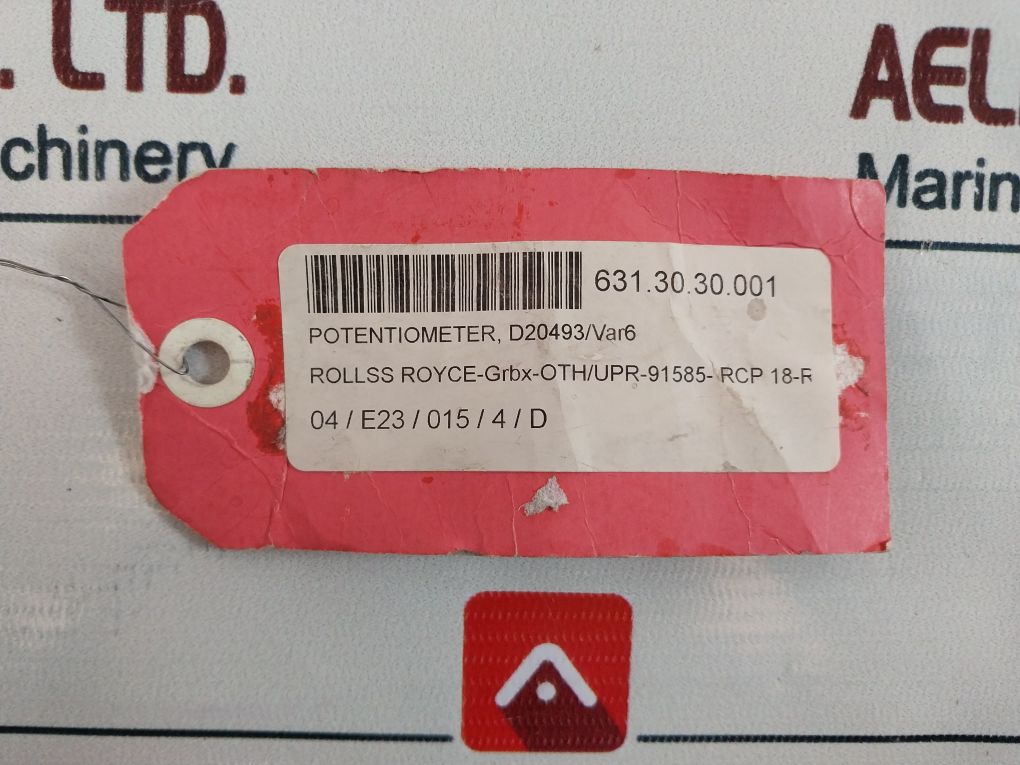 . LTD.
AEL
chinery
Marin
631.30.30.001
POTENTIOMETER, D20493/Var6
ROLLSS ROYCE-Grbx-OTH/UPR-91585- RCP 18-R
04 / E23 / 015 / 4 / D